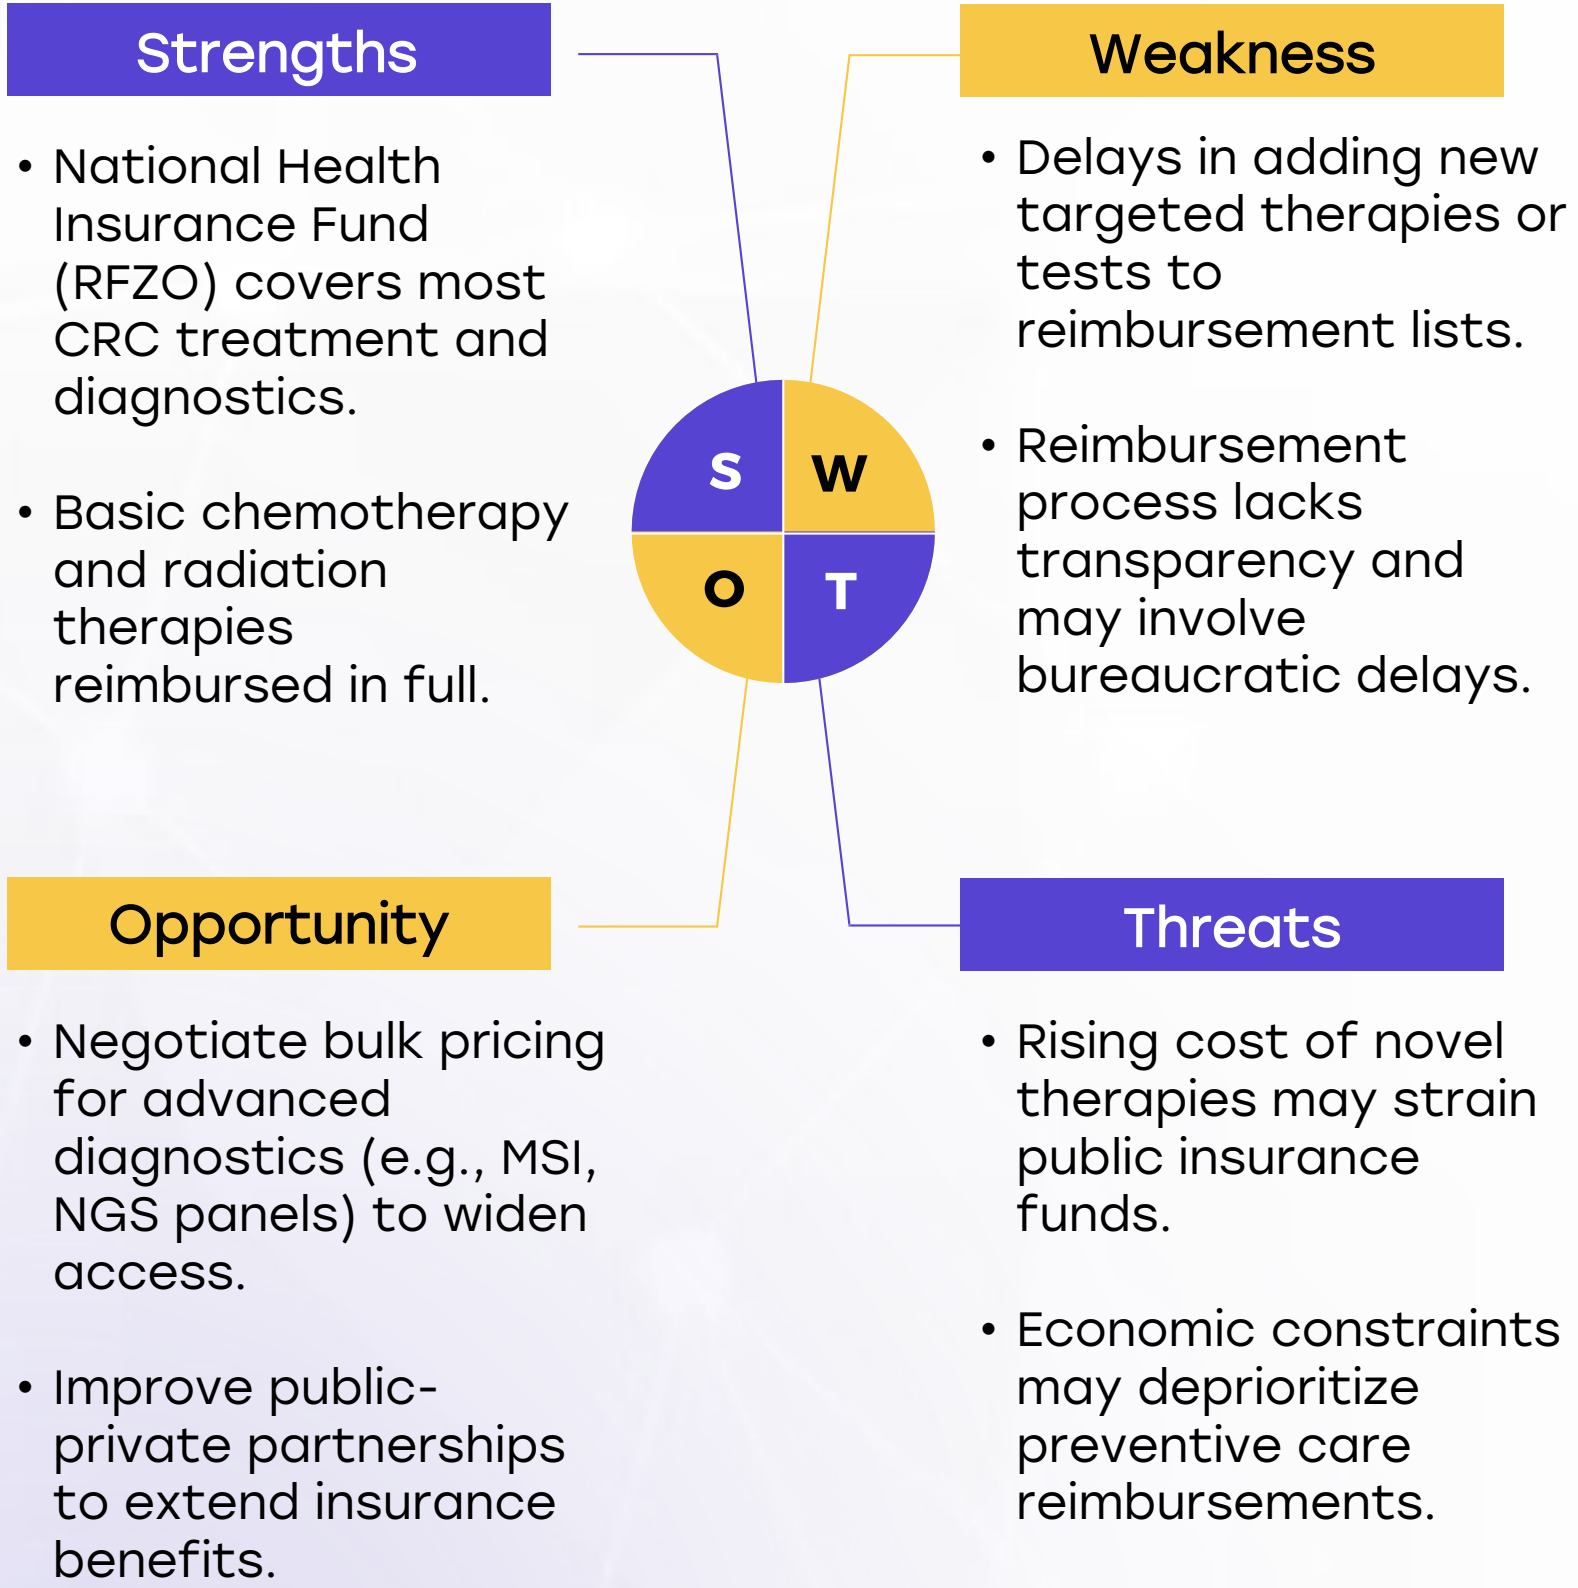 Strengths
• National Health
Insurance Fund
(RFZO) covers most
CRC treatment and
diagnostics.
• Basic chemotherapy
and radiation
therapies
reimbursed in full.
Weakness
• Delays in adding new
targeted therapies or
tests to
reimbursement lists.
• Reimbursement
process lacks
transparency and
may involve
bureaucratic delays.
S
W
O
T
Opportunity
• Negotiate bulk pricing
for advanced
diagnostics (e.g., MSI,
NGS panels) to widen
access.
• Improve public-
private partnerships
to extend insurance
benefits.
Threats
• Rising cost of novel
therapies may strain
public insurance
funds.
• Economic constraints
may deprioritize
preventive care
reimbursements.